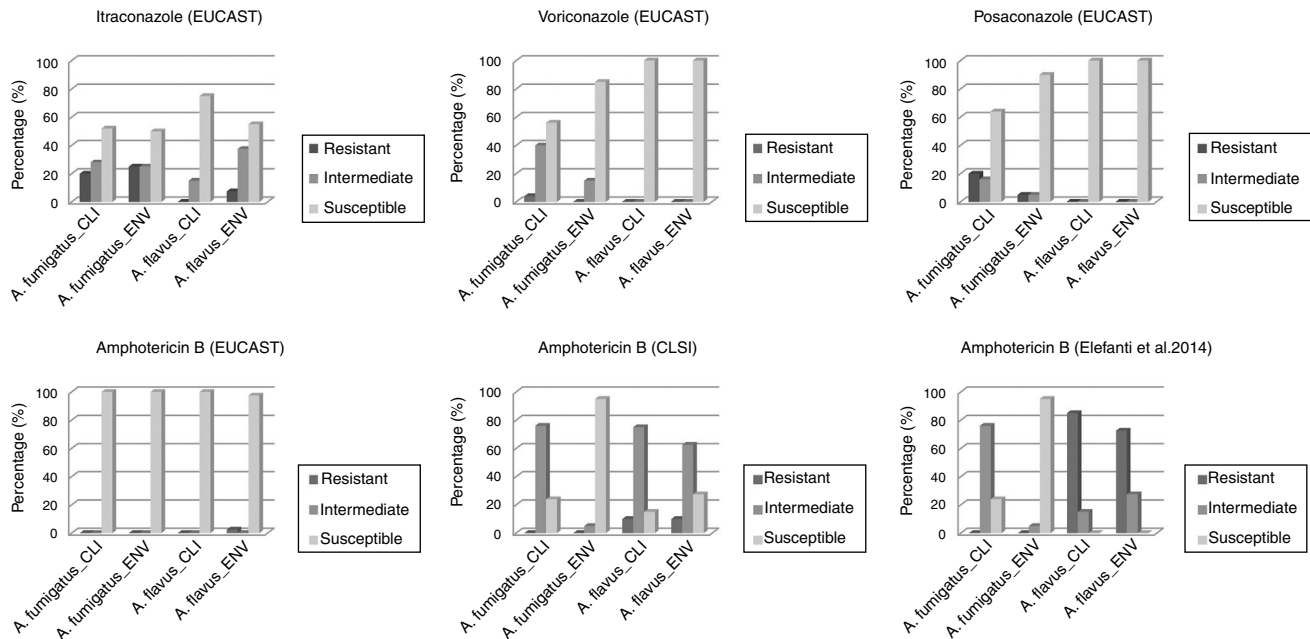 Itraconazole (EUCAST)
Percentage (%)
100
80
60
40
20
0
A. fumigatus_CLI
A. fumigatus_ENV
A. flavus_CLI
A. flavus_ENV
Resistant
Intermediate
Susceptible
Voriconazole (EUCAST)
Percentage (%)
100
80
60
40
20
0
A. fumigatus_CLI
A. fumigatus_ENV
A. flavus_CLI
A. flavus_ENV
Resistant
Intermediate
Susceptible
Posaconazole (EUCAST)
Percentage (%)
100
80
60
40
20
0
A. fumigatus_CLI
A. fumigatus_ENV
A. flavus_CLI
A. flavus_ENV
Resistant
Intermediate
Susceptible
Amphotericin B (EUCAST)
Percentage (%)
100
80
60
40
20
0
A. fumigatus_CLI
A. fumigatus_ENV
A. flavus_CLI
A. flavus_ENV
Resistant
Intermediate
Susceptible
Amphotericin B (CLSI)
Percentage (%)
100
80
60
40
20
0
A. fumigatus_CLI
A. fumigatus_ENV
A. flavus_CLI
A. flavus_ENV
Resistant
Intermediate
Susceptible
Amphotericin B (Elefanti et al.2014)
Percentage (%)
100
80
60
40
20
0
A. fumigatus_CLI
A. fumigatus_ENV
A. flavus_CLI
A. flavus_ENV
Resistant
Intermediate
Susceptible